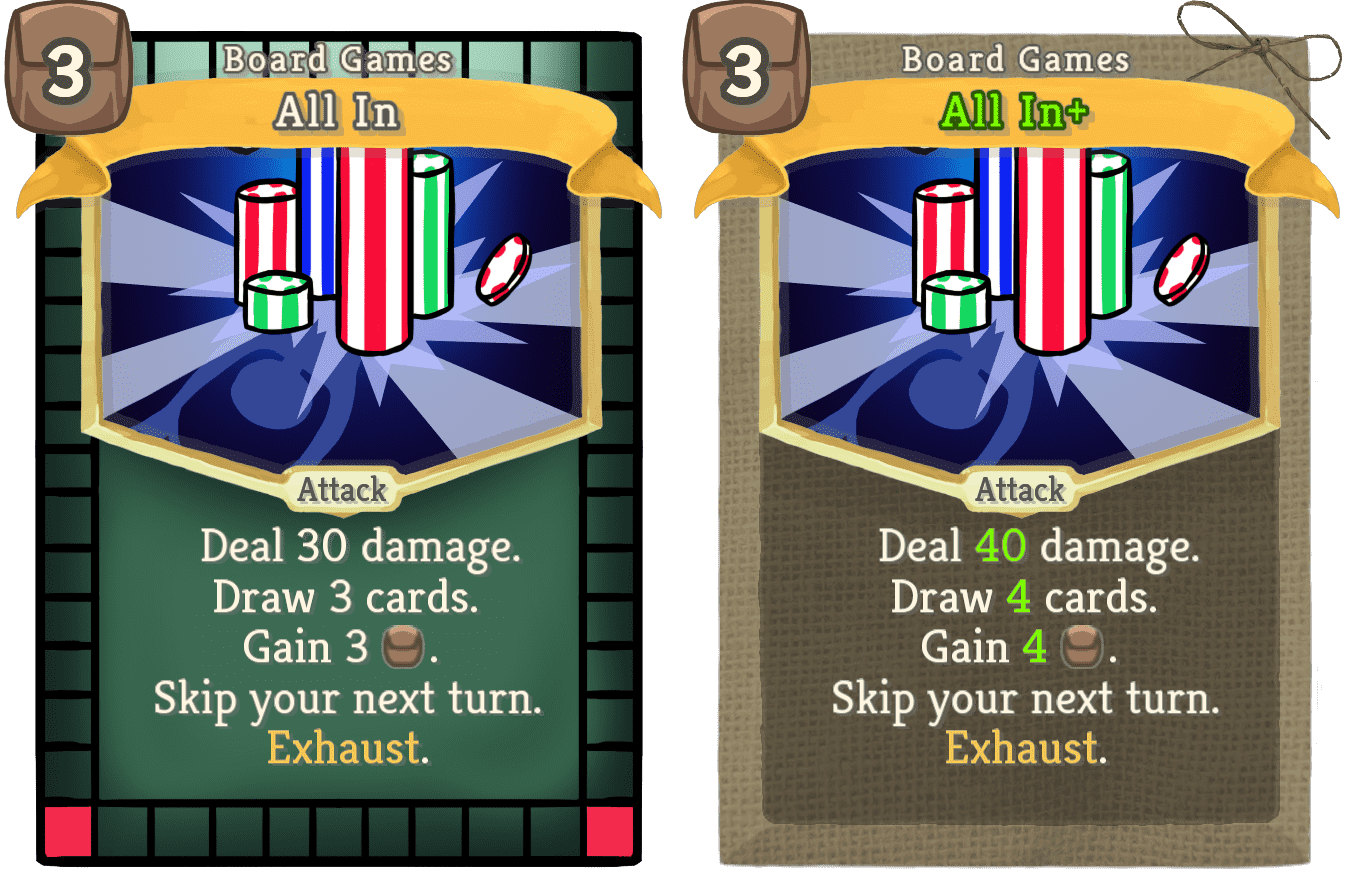 3
Board Games
All In
Attack
Deal 30 damage.
Draw 3 cards.
Gain 3 .
Skip your next turn.
Exhaust.
3
Board Games
All In+
Attack
Deal 40 damage.
Draw 4 cards.
Gain 4 .
Skip your next turn.
Exhaust.